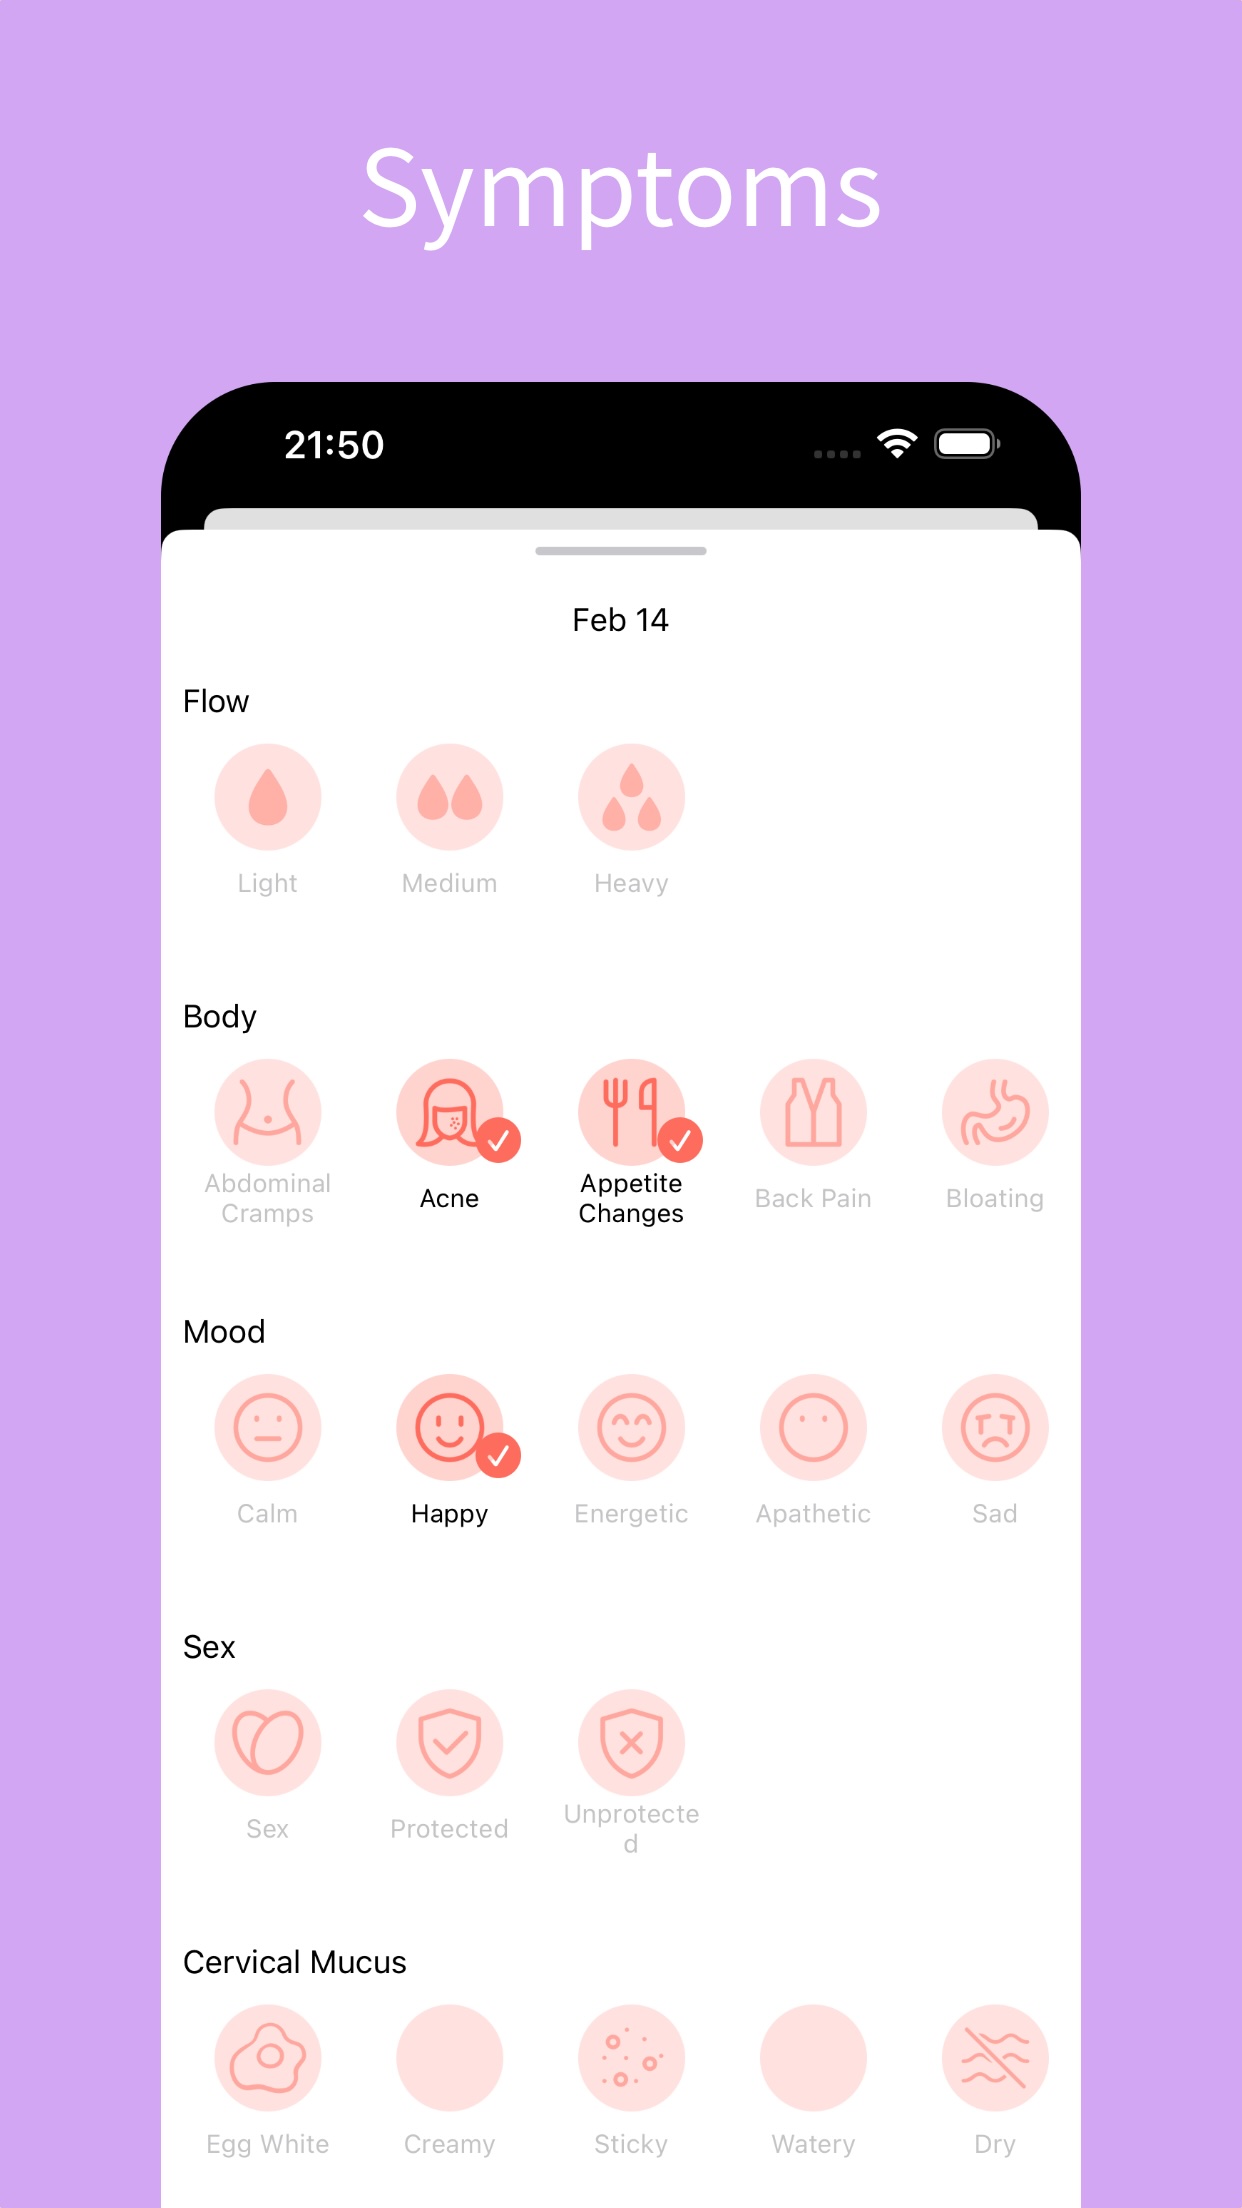 Symptoms
21:50
Feb 14
Flow
Light
Medium
Heavy
Body
Abdominal
Cramps
Acne
Appetite
Changes
Back Pain
Bloating
Mood
Calm
Happy
Energetic
Apathetic
Sad
Sex
Sex
Protected
Unprotecte
d
Cervical Mucus
Egg White
Creamy
Sticky
Watery
Dry